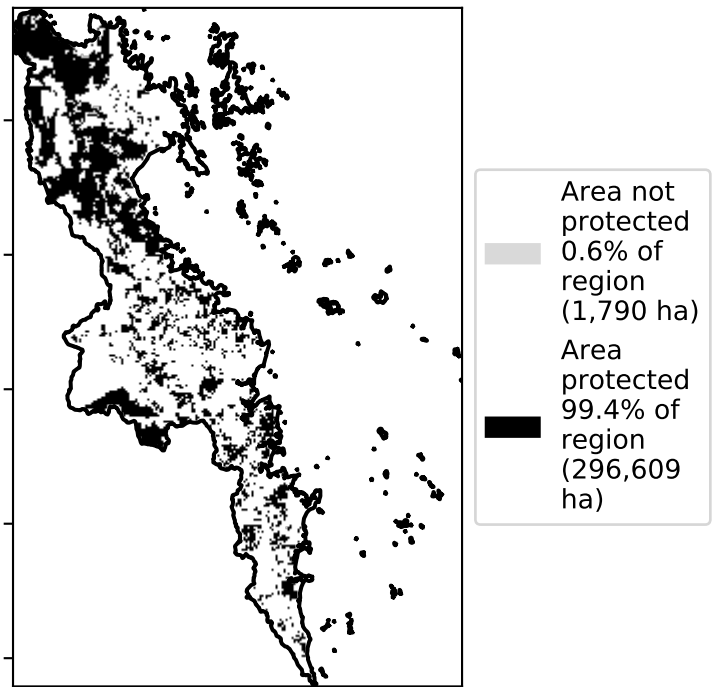 Area not
protected
0.6% of
region
(1,790 ha)
Area
protected
99.4% of
region
(296,609
ha)